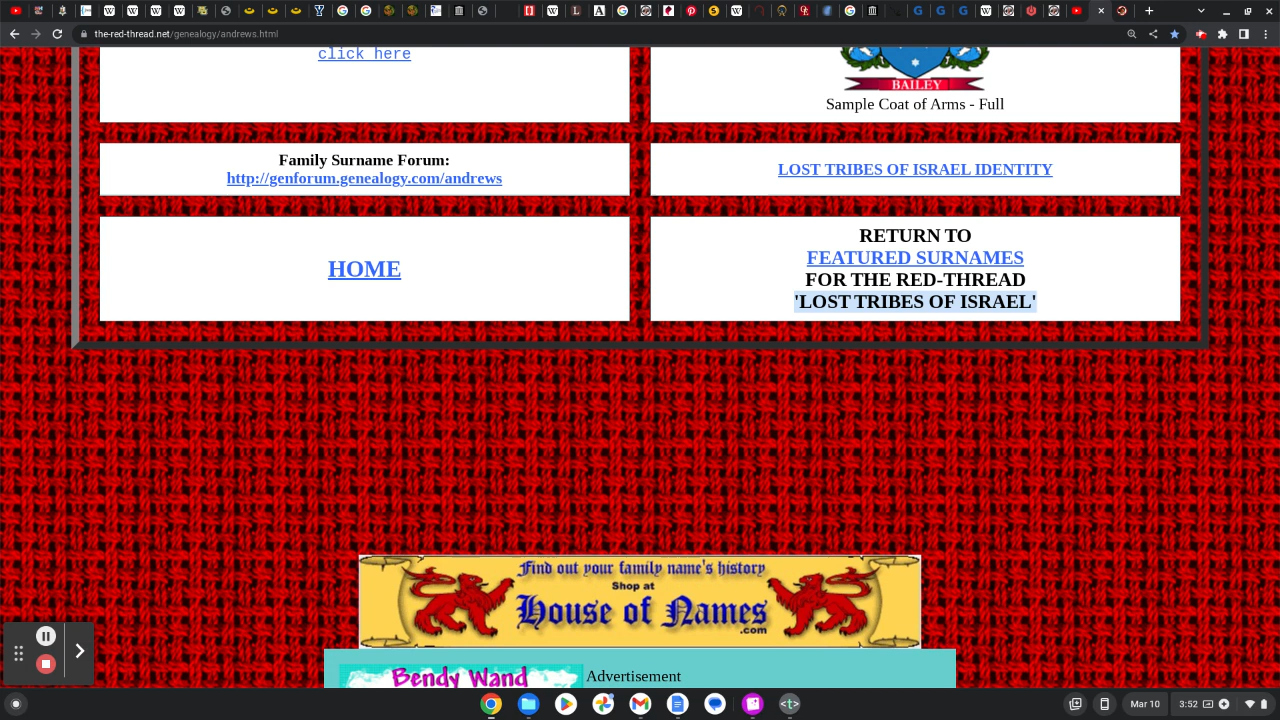 the-red-thread.net/genealogy/andrews.html
click here
BAILEY
Sample Coat of Arms - Full
Family Surname Forum:
http://genforum.genealogy.com/andrews
LOST TRIBES OF ISRAEL IDENTITY
HOME
RETURN TO
FEATURED SURNAMES
FOR THE RED-THREAD
'LOST TRIBES OF ISRAEL'
Find out your family name's history
Shop at
House of Names
.com
Bendy Wand
Advertisement
Mar 10
3:52